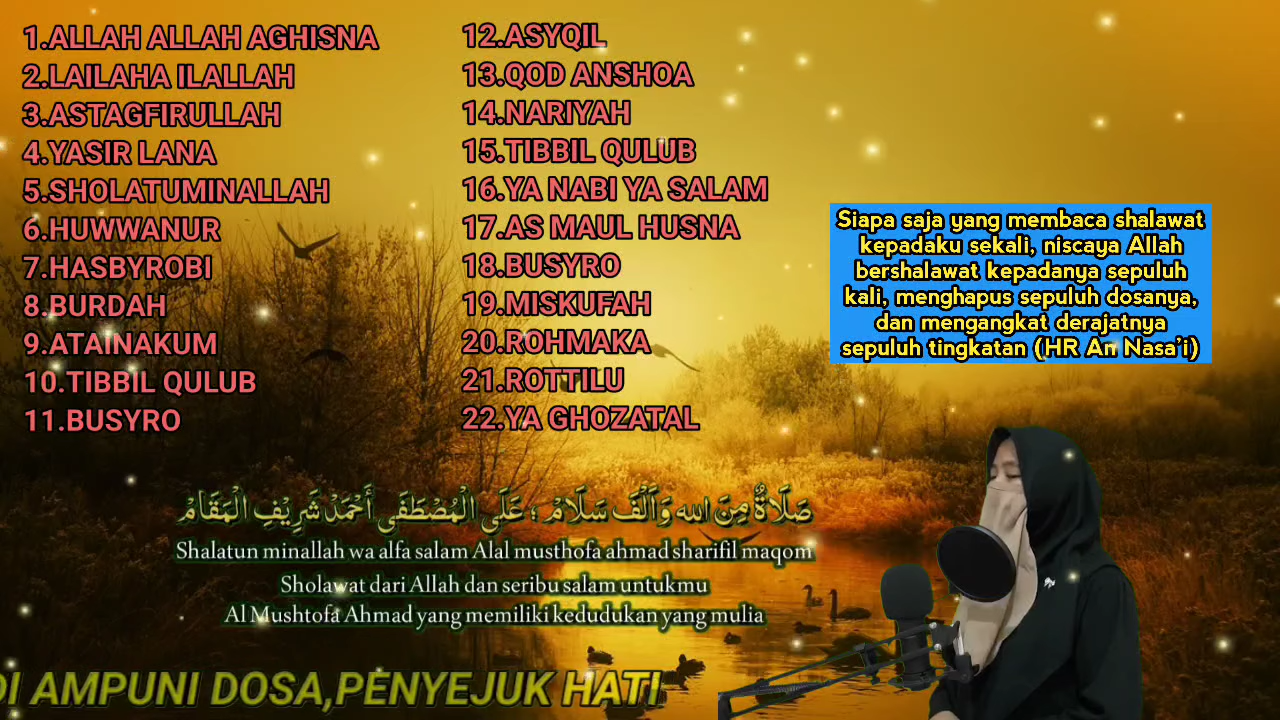 1.ALLAH ALLAH AGHISNA
2.LAILAHA ILALLAH
3.ASTAGFIRULLAH
4.YASIR LANA
5.SHOLATUMINALLAH
6.HUWWANUR
7.HASBYROBI
8.BURDAH
9.ATAINAKUM
10.TIBBIL QULUB
11.BUSYRO
12.ASYQIL
13.QOD ANSHOA
14.NARIYAH
15.TIBBIL QULUB
16.YA NABI YA SALAM
17.AS MAUL HUSNA
18.BUSYRO
19.MISKUFAH
20.ROHMAKA
21.ROTTILU
22.YA GHOZATAL
Siapa saja yang membaca shalawat
kepadaku sekali, niscaya Allah
bershalawat kepadanya sepuluh
kali, menghapus sepuluh dosanya,
dan mengangkat derajatnya
sepuluh tingkatan (HR An Nasa'i)
صَلَاةٌ مِنَ اللهِ وَأَلْفَ سَلَامْ ؛ عَلَى الْمُصْطَفَى أَحْمَدْ شَرِيْفِ الْمَقَامْ
Shalatun minallah wa alfa salam Alal musthofa ahmad sharifil maqom
Sholawat dari Allah dan seribu salam untukmu
Al Mushtofa Ahmad yang memiliki kedudukan yang mulia
DI AMPUNI DOSA,PENYEJUK HATI